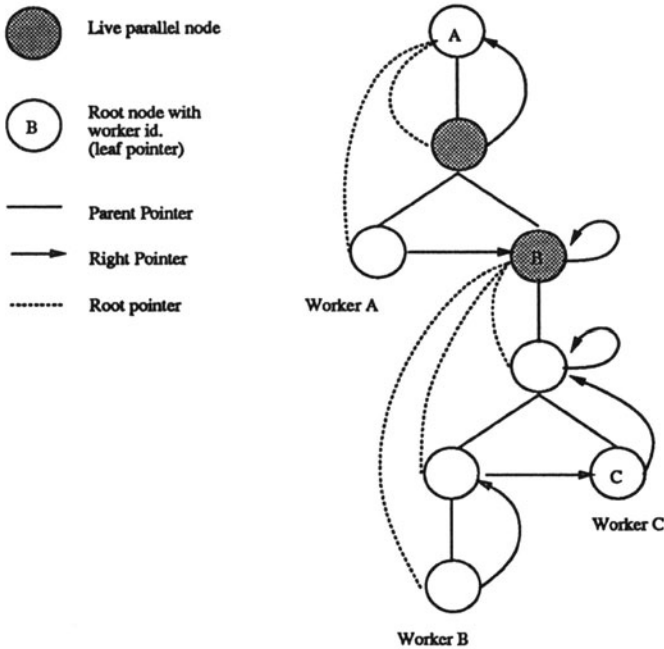 Live parallel node
B
Root node with
worker id.
(leaf pointer)
Parent Pointer
Right Pointer
Root pointer
A
B
Worker A
C
Worker C
Worker B